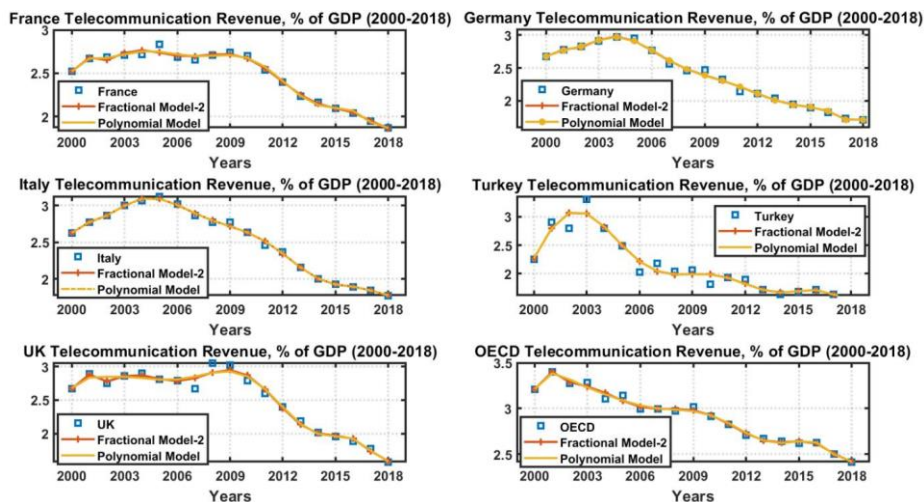 France Telecommunication Revenue, % of GDP (2000-2018)
3
2.5
2
France
Fractional Model-2
Polynomial Model
2000 2003 2006 2009 2012 2015 2018
Years
Germany Telecommunication Revenue, % of GDP (2000-2018)
3
2.5
2
Germany
Fractional Model-2
Polynomial Model
2000 2003 2006 2009 2012 2015 2018
Years
Italy Telecommunication Revenue, % of GDP (2000-2018)
3
2.5
2
Italy
Fractional Model-2
Polynomial Model
2000 2003 2006 2009 2012 2015 2018
Years
Turkey Telecommunication Revenue, % of GDP (2000-2018)
3
2.5
2
Turkey
Fractional Model-2
Polynomial Model
2000 2003 2006 2009 2012 2015 2018
Years
UK Telecommunication Revenue, % of GDP (2000-2018)
3
2.5
2
UK
Fractional Model-2
Polynomial Model
2000 2003 2006 2009 2012 2015 2018
Years
OECD Telecommunication Revenue, % of GDP (2000-2018)
3.5
3
2.5
OECD
Fractional Model-2
Polynomial Model
2000 2003 2006 2009 2012 2015 2018
Years